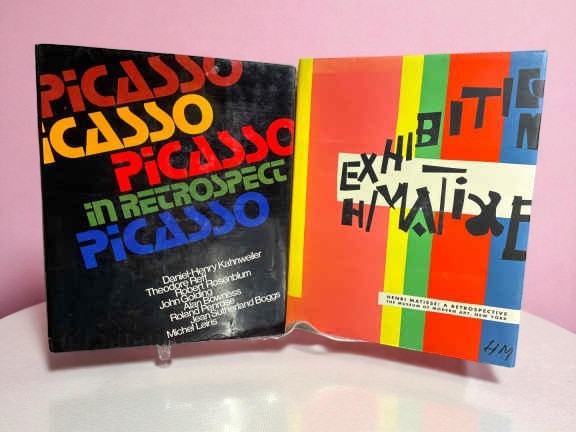 PiCASSO
iCASSO
PiCASSO
iN RETROSPECT
PiCASSO
Daniel-Henry Kahnweiler
Theodore Reff
Robert Rosenblum
John Golding
Alan Bowness
Roland Penrose
Jean Sutherland Boggs
Michel Leiris
EXHIBITION
H.MATISSE
HENRI MATISSE: A RETROSPECTIVE
THE MUSEUM OF MODERN ART, NEW YORK
HM